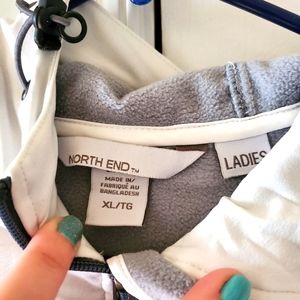 NORTH END™
LADIES
MADE IN
FABRIQUÉ AU
BANGLADESH
XL/TG